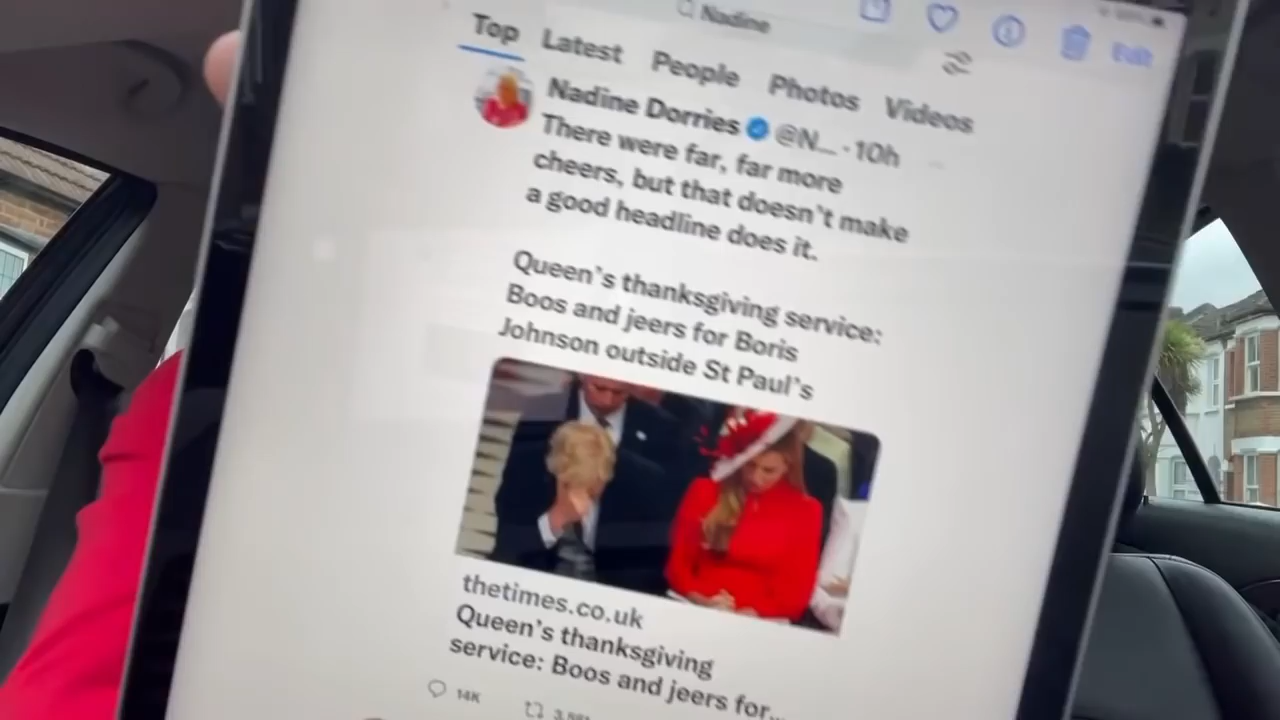 Nadine
Edit
Top Latest People Photos Videos
Nadine Dorries @N... · 10h
There were far, far more
cheers, but that doesn't make
a good headline does it.
Queen's thanksgiving service:
Boos and jeers for Boris
Johnson outside St Paul's
thetimes.co.uk
Queen's thanksgiving
service: Boos and jeers for...
14K